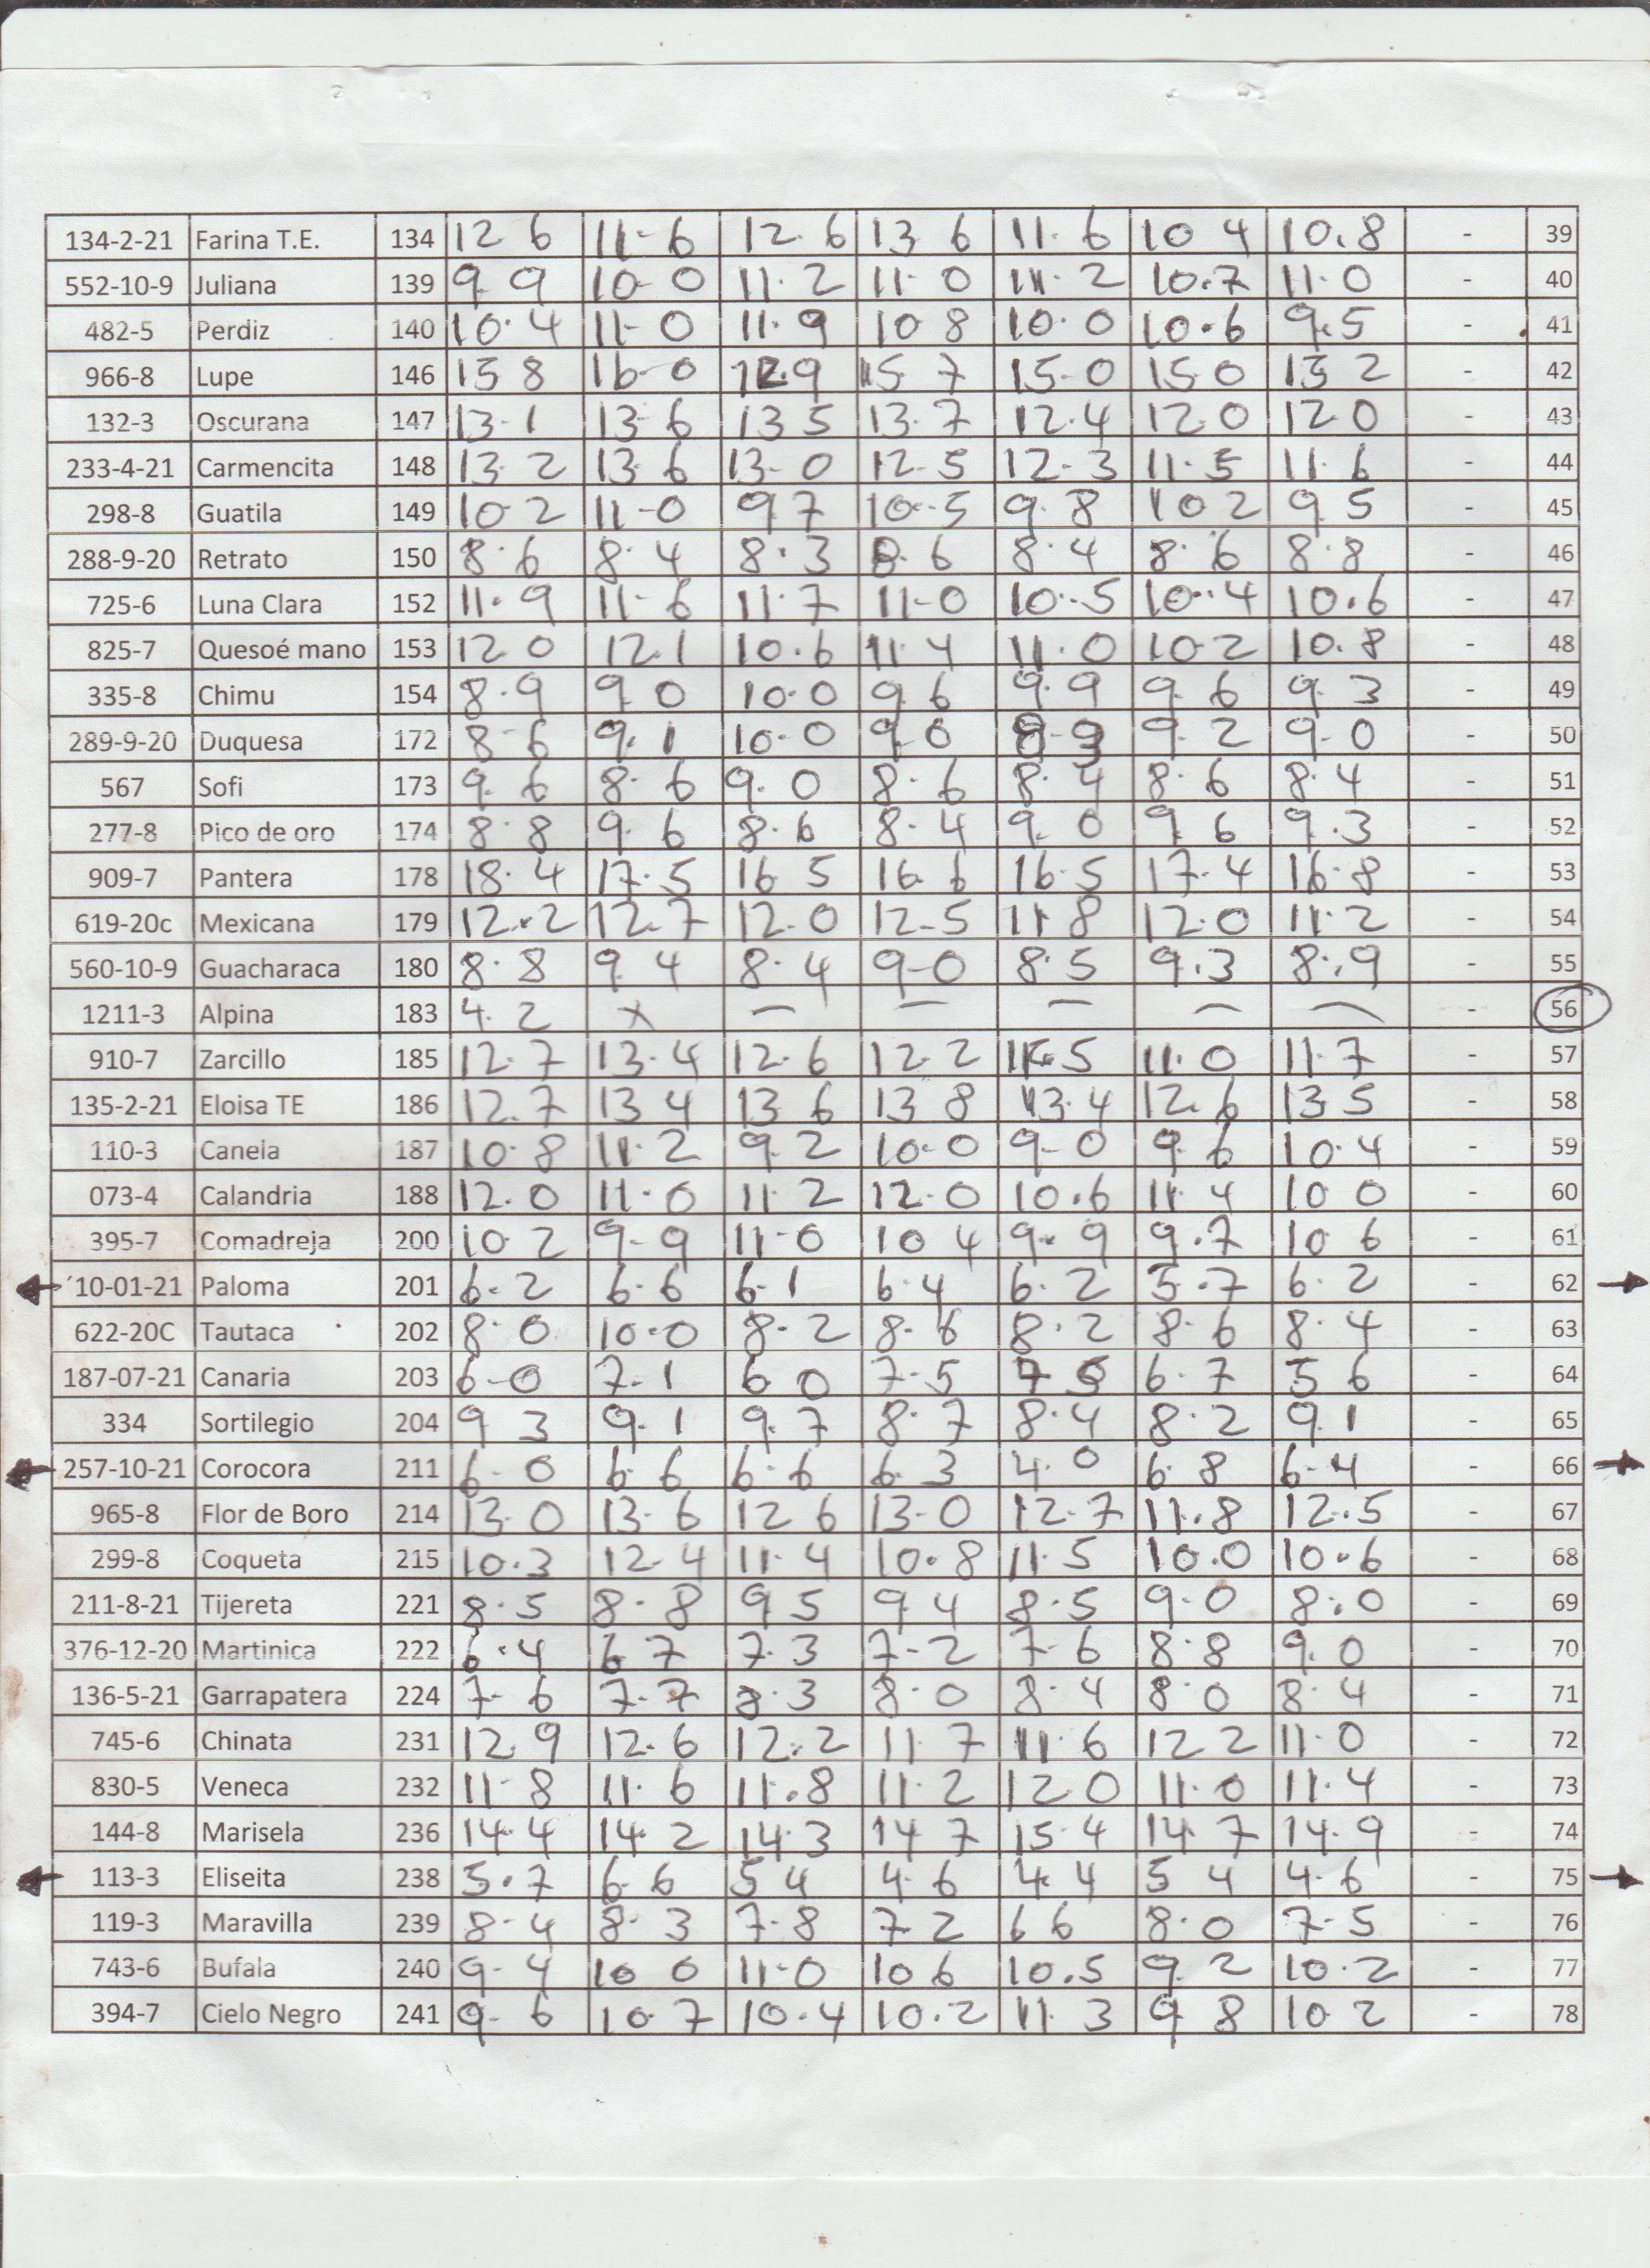 134-2-21 Farina T.E. 134 12 6 11- 6 12. 6 13 6 11. 6 10 4 10.8 - 39
552-10-9 Juliana 139 9 9 10- 0 11. 2 11. 0 11. 2 10.7 11.0 - 40
482-5 Perdiz 140 10.4 11-0 11.9 10 8 10.0 10.6 9.5 - 41
966-8 Lupe 146 15 8 16-0 12.9 15 7 15.0 15 0 13 2 - 42
132-3 Oscurana 147 13.1 13-6 13 5 13.7 12.4 12.0 12 0 - 43
233-4-21 Carmencita 148 13.2 13.6 13-0 12-5 12-3 11.5 11.6 - 44
298-8 Guatila 149 10.2 11-0 9 7 10-5 9.8 10 2 9.5 - 45
288-9-20 Retrato 150 8.6 8.4 8.3 8.6 8.4 8.6 8.8 - 46
725-6 Luna Clara 152 11.9 11-6 11.7 11-0 10.5 10.4 10.6 - 47
825-7 Quesoé mano 153 12 0 12.1 10.6 11 4 11.0 10.2 10.8 - 48
335-8 Chimu 154 8.9 9.0 10.0 9.6 9.9 9.6 9.3 - 49
289-9-20 Duquesa 172 8.6 9.1 10.0 9.0 9.2 9.0 - 50
567 Sofi 173 9.6 8.6 9.0 8.6 8.4 8.6 8.4 - 51
277-8 Pico de oro 174 8.8 9.6 8.6 8.4 9.0 9.6 9.3 - 52
909-7 Pantera 178 18.4 17.5 16 5 16.6 16.5 17.4 16.8 - 53
619-20c Mexicana 179 12.2 12.7 12.0 12-5 11.8 12.0 11.2 - 54
560-10-9 Guacharaca 180 8.8 9.4 8.4 9-0 8.5 9.3 8.9 - 55
1211-3 Alpina 183 4.2 x – – – – – - 56
910-7 Zarcillo 185 12.7 13.4 12.6 12.2 11.5 11.0 11.7 - 57
135-2-21 Eloisa TE 186 12.7 13 4 13 6 13 8 13.4 12.6 13 5 - 58
110-3 Canela 187 10.8 11.2 9.2 10.0 9-0 9.6 10.4 - 59
073-4 Calandria 188 12.0 11.0 11 2 12.0 10.6 11.4 10 0 - 60
395-7 Comadreja 200 10.2 9-9 11-0 10 4 9.9 9.7 10 6 - 61
´10-01-21 Paloma 201 6.2 6.6 6-1 6.4 6.2 5.7 6.2 - 62
622-20C Tautaca 202 8.0 10.0 8-2 8-6 8.2 8.6 8.4 - 63
187-07-21 Canaria 203 6-0 7-1 6 0 7-5 7 5 6.7 5 6 - 64
334 Sortilegio 204 9 3 9.1 9.7 8.7 8.4 8.2 9.1 - 65
257-10-21 Corocora 211 6-0 6.6 6.6 6.3 4.0 6.8 6.4 - 66
965-8 Flor de Boro 214 13.0 13-6 12 6 13-0 12.7 11.8 12.5 - 67
299-8 Coqueta 215 10.3 12-4 11.4 10.8 11.5 10.0 10.6 - 68
211-8-21 Tijereta 221 8.5 8.8 9 5 9 4 8.5 9.0 8.0 - 69
376-12-20 Martinica 222 6.4 6 7 7.3 7-2 7-6 8.8 9.0 - 70
136-5-21 Garrapatera 224 7-6 7-7 8.3 8.0 8.4 8.0 8.4 - 71
745-6 Chinata 231 12.9 12.6 12.2 11.7 11.6 12 2 11.0 - 72
830-5 Veneca 232 11-8 11.6 11.8 11.2 12 0 11.0 11.4 - 73
144-8 Marisela 236 14.4 14.2 14.3 14 7 15.4 14.7 14.9 - 74
113-3 Eliseita 238 5.7 6.6 5 4 4.6 4.4 5 4 4.6 - 75
119-3 Maravilla 239 8.4 8.3 7-8 7.2 6 6 8.0 7-5 - 76
743-6 Bufala 240 9-4 10 0 11-0 10 6 10.5 9.2 10.2 - 77
394-7 Cielo Negro 241 9-6 10.7 10.4 10.2 11.3 9 8 10.2 - 78